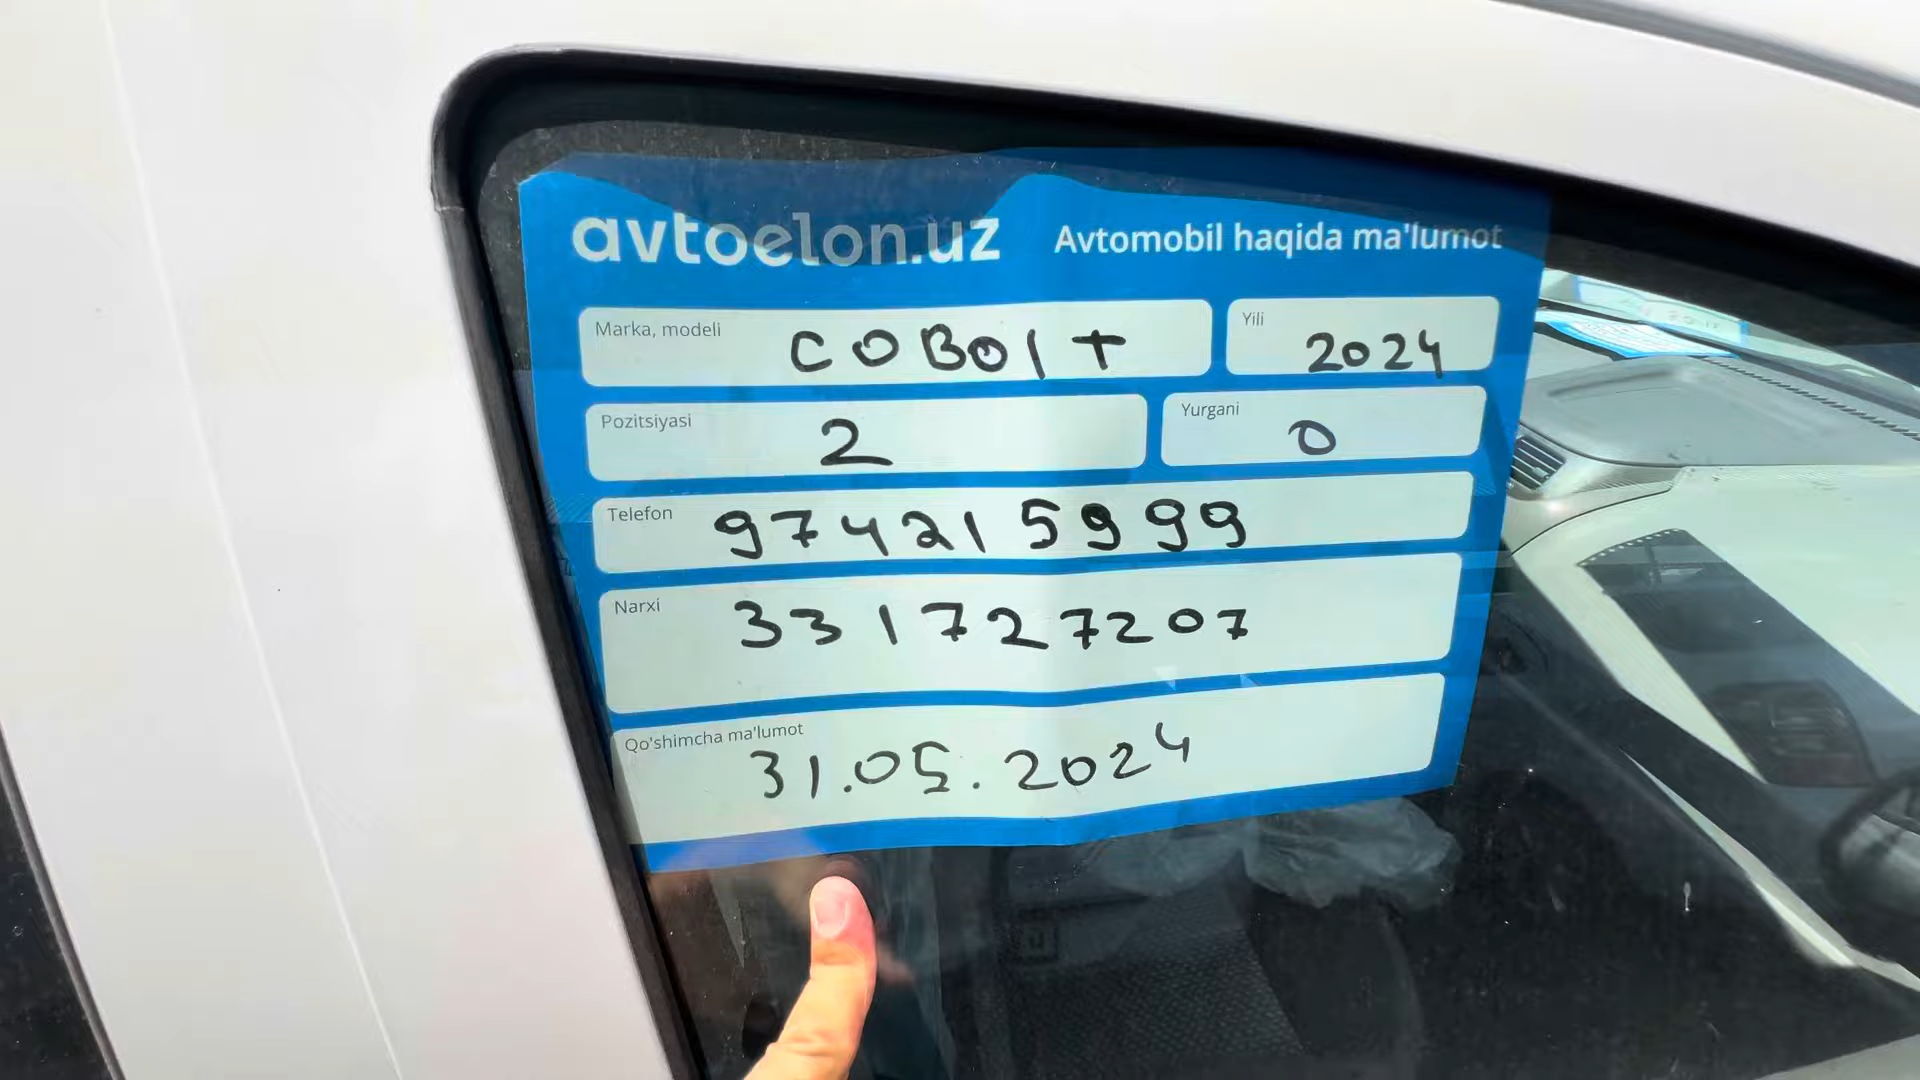 avtoelon.uz Avtomobil haqida ma'lumot
Marka, modeli COBOlT Yili 2024
Pozitsiyasi 2 Yurgani 0
Telefon 974215999
Narxi 331727207
Qo'shimcha ma'lumot 31.05.2024